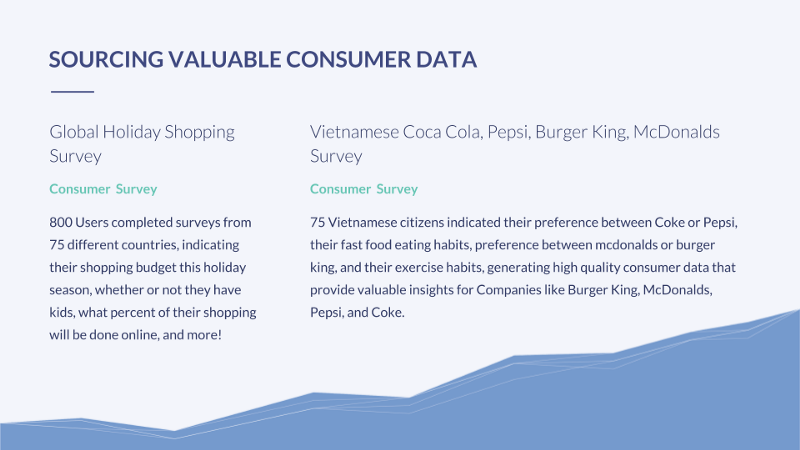 SOURCING VALUABLE CONSUMER DATA
Global Holiday Shopping
Survey
Consumer Survey
800 Users completed surveys from
75 different countries, indicating
their shopping budget this holiday
season, whether or not they have
kids, what percent of their shopping
will be done online, and more!
Vietnamese Coca Cola, Pepsi, Burger King, McDonalds
Survey
Consumer Survey
75 Vietnamese citizens indicated their preference between Coke or Pepsi,
their fast food eating habits, preference between mcdonalds or burger
king, and their exercise habits, generating high quality consumer data that
provide valuable insights for Companies like Burger King, McDonalds,
Pepsi, and Coke.